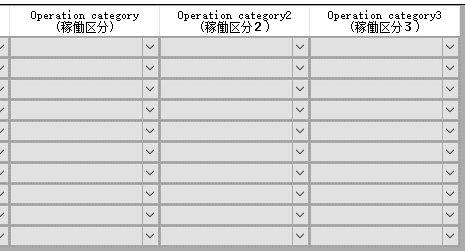 Operation category
(稼働区分)
Operation category2
(稼働区分２)
Operation category3
(稼働区分３)